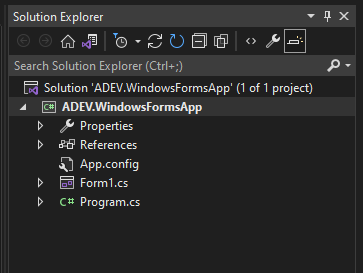 Solution Explorer
Search Solution Explorer (Ctrl+;)
Solution 'ADEV.WindowsFormsApp' (1 of 1 project)
C# ADEV.WindowsFormsApp
Properties
References
App.config
Form1.cs
C# Program.cs